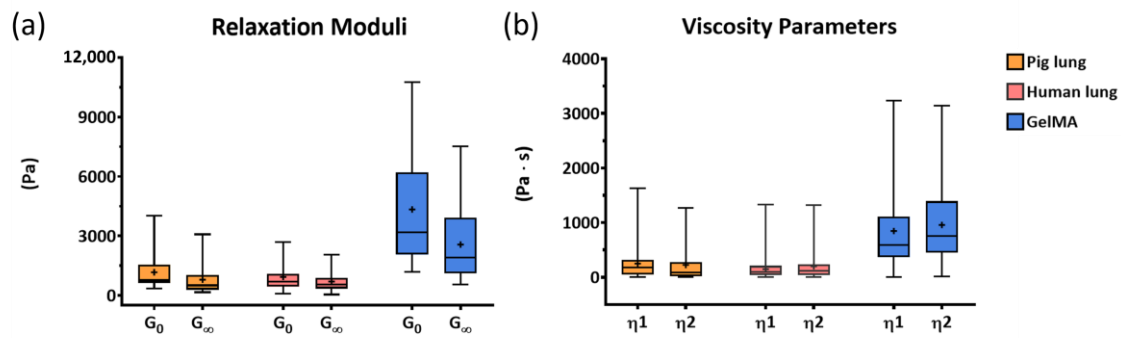 (a)
Relaxation Moduli
12,000
9000
6000
3000
0
(Pa)
G₀ G∞ G₀ G∞ G₀ G∞
(b)
Viscosity Parameters
4000
3000
2000
1000
0
(Pa · s)
η1 η2 η1 η2 η1 η2
Pig lung
Human lung
GelMA